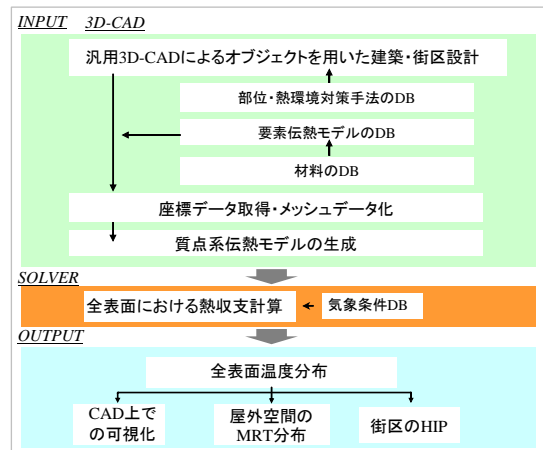 INPUT 3D-CAD
汎用3D-CADによるオブジェクトを用いた建築・街区設計
部位・熱環境対策手法のDB
要素伝熱モデルのDB
材料のDB
座標データ取得・メッシュデータ化
質点系伝熱モデルの生成
SOLVER
全表面における熱収支計算
気象条件DB
OUTPUT
全表面温度分布
CAD上で
の可視化
屋外空間の
MRT分布
街区のHIP